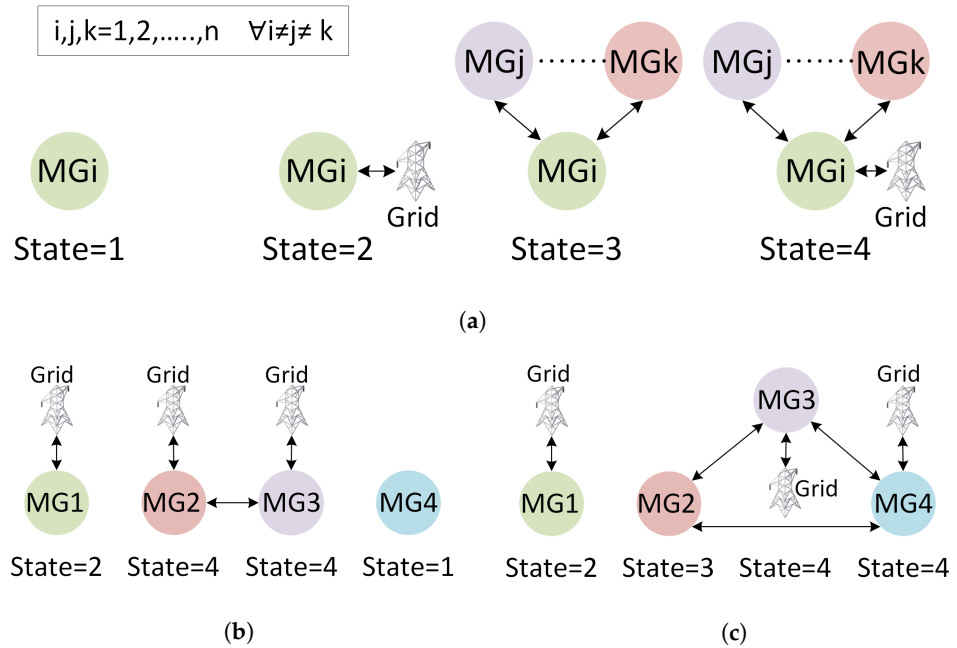 i,j,k=1,2,.....,n ∀i≠j≠ k
MGj ....... MGk MGj ....... MGk
MGi MGi MGi MGi
Grid Grid
State=1 State=2 State=3 State=4
(a)
Grid Grid Grid Grid Grid
MG3
Grid
MG1 MG2 MG3 MG4 MG1 MG2 MG4
State=2 State=4 State=4 State=1 State=2 State=3 State=4 State=4
(b) (c)